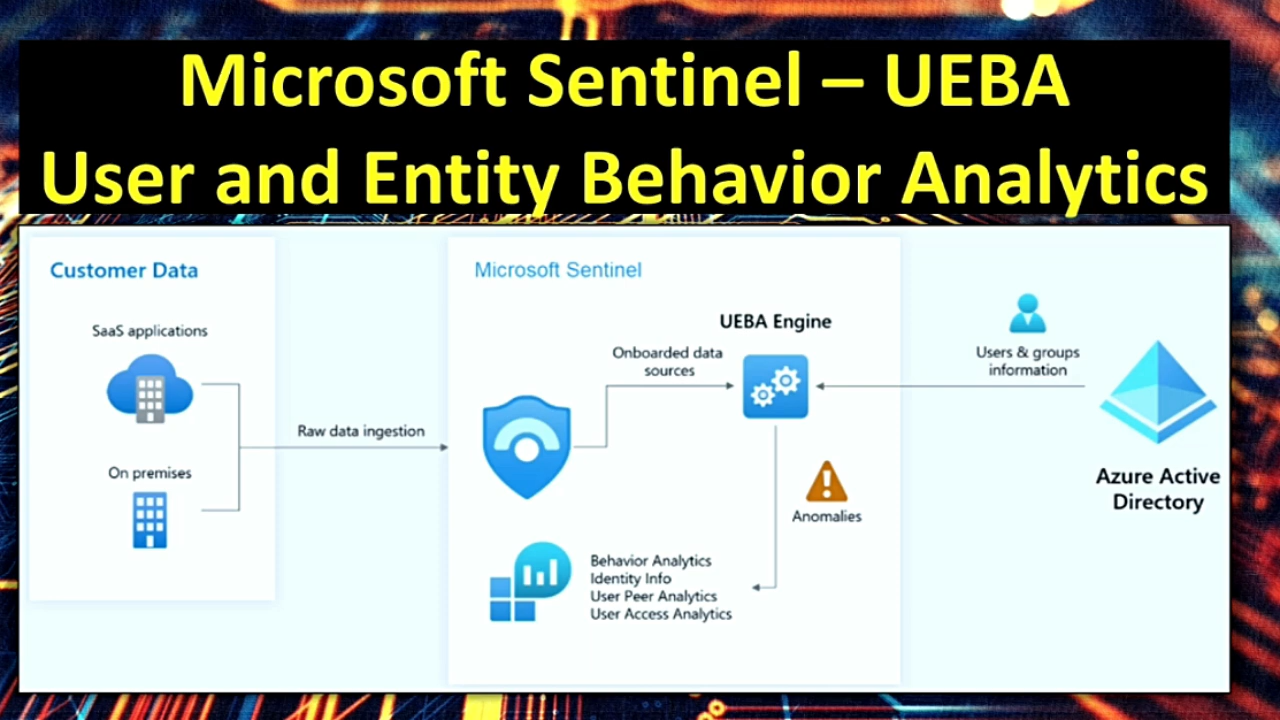 Microsoft Sentinel – UEBA
User and Entity Behavior Analytics
Customer Data
SaaS applications
On premises
Raw data ingestion
Microsoft Sentinel
UEBA Engine
Onboarded data
sources
Anomalies
Behavior Analytics
Identity Info
User Peer Analytics
User Access Analytics
Users & groups
information
Azure Active
Directory